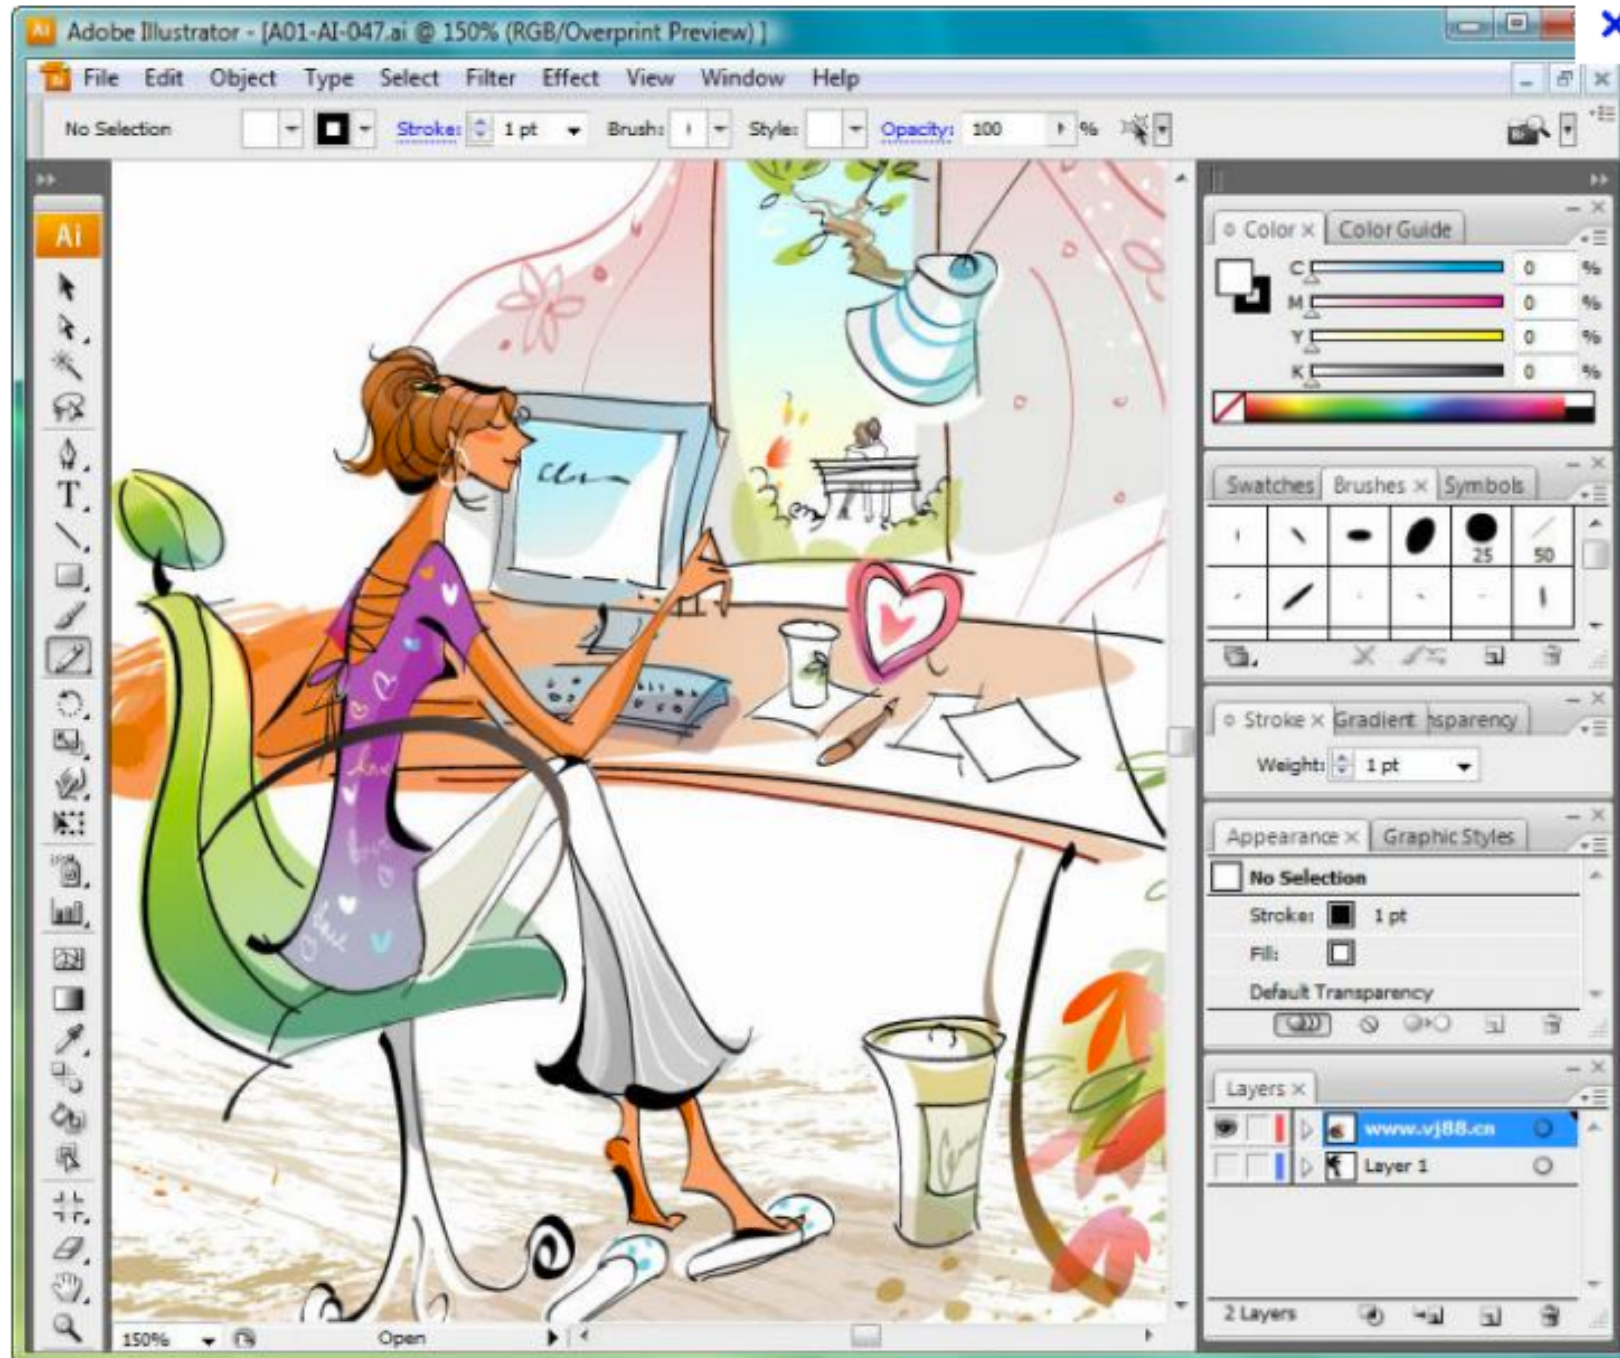 Adobe Illustrator - [A01-AI-047.ai @ 150% (RGB/Overprint Preview) ]
File Edit Object Type Select Filter Effect View Window Help
No Selection Stroke: 1 pt Brush: Style: Opacity: 100 %
Ai
Color Color Guide
C 0 %
M 0 %
Y 0 %
K 0 %
Swatches Brushes Symbols
25 50
Stroke Gradient nsparency
Weight: 1 pt
Appearance Graphic Styles
No Selection
Stroke: 1 pt
Fill:
Default Transparency
Layers
www.vj88.cn
Layer 1
2 Layers
love
love
150% Open